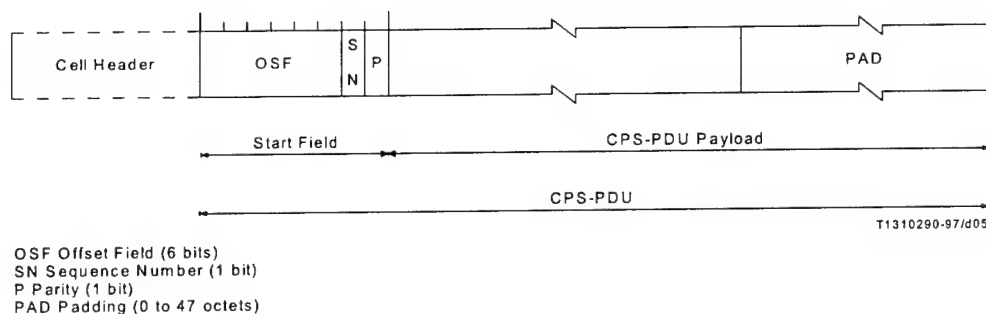 Cell Header
OSF
S
N
P
PAD
Start Field
CPS-PDU Payload
CPS-PDU
T1310290-97/d05
OSF Offset Field (6 bits)
SN Sequence Number (1 bit)
P Parity (1 bit)
PAD Padding (0 to 47 octets)